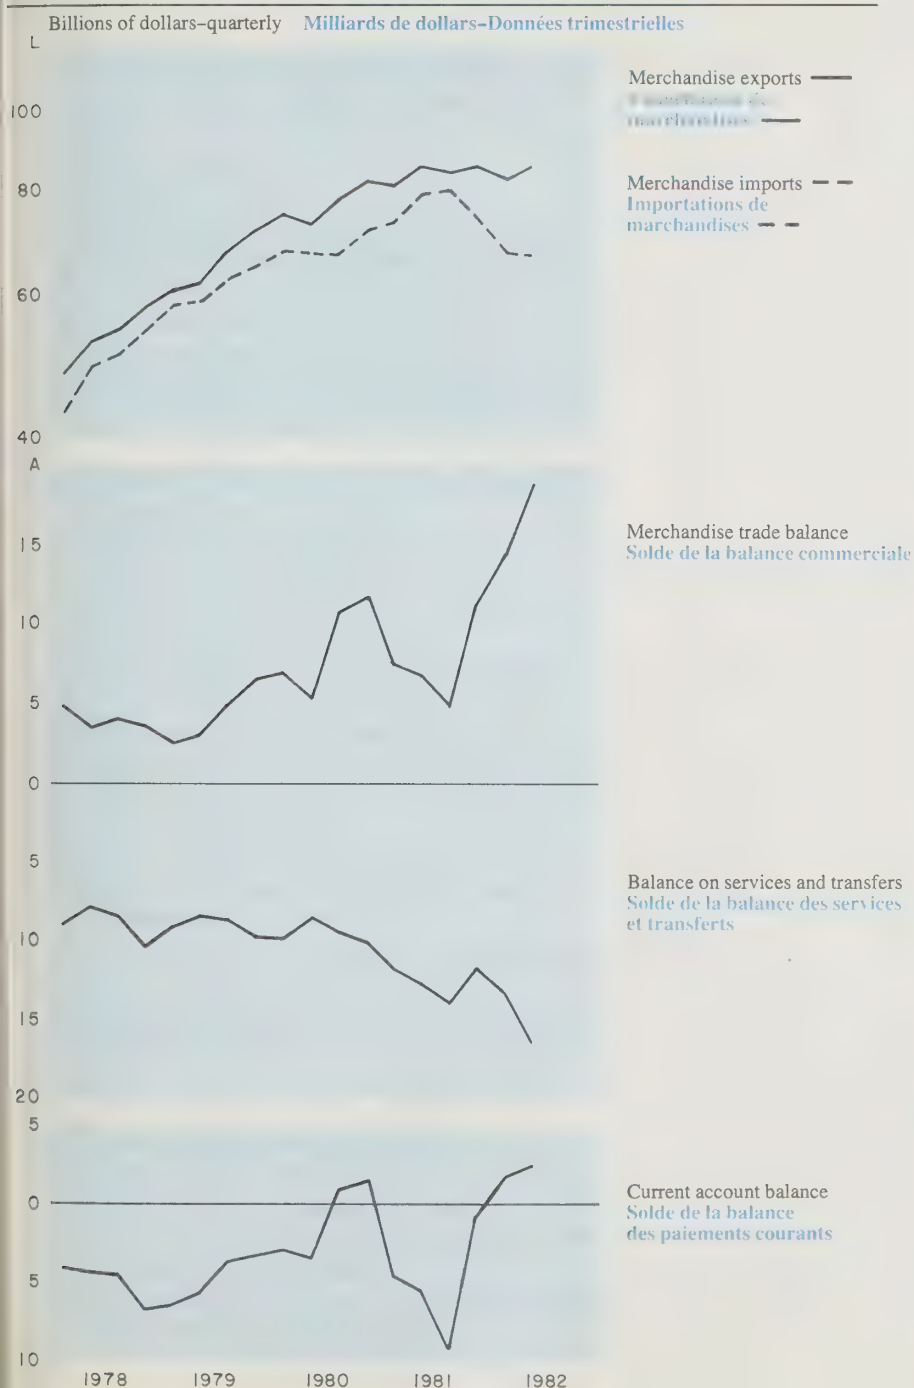 Billions of dollars–quarterly Milliards de dollars–Données trimestrielles
L
100
80
60
40
Merchandise exports
marchandises
Merchandise imports
Importations de
marchandises
A
15
10
5
0
5
10
15
20
Merchandise trade balance
Solde de la balance commerciale
Balance on services and transfers
Solde de la balance des services
et transferts
5
0
5
10
Current account balance
Solde de la balance
des paiements courants
1978 1979 1980 1981 1982